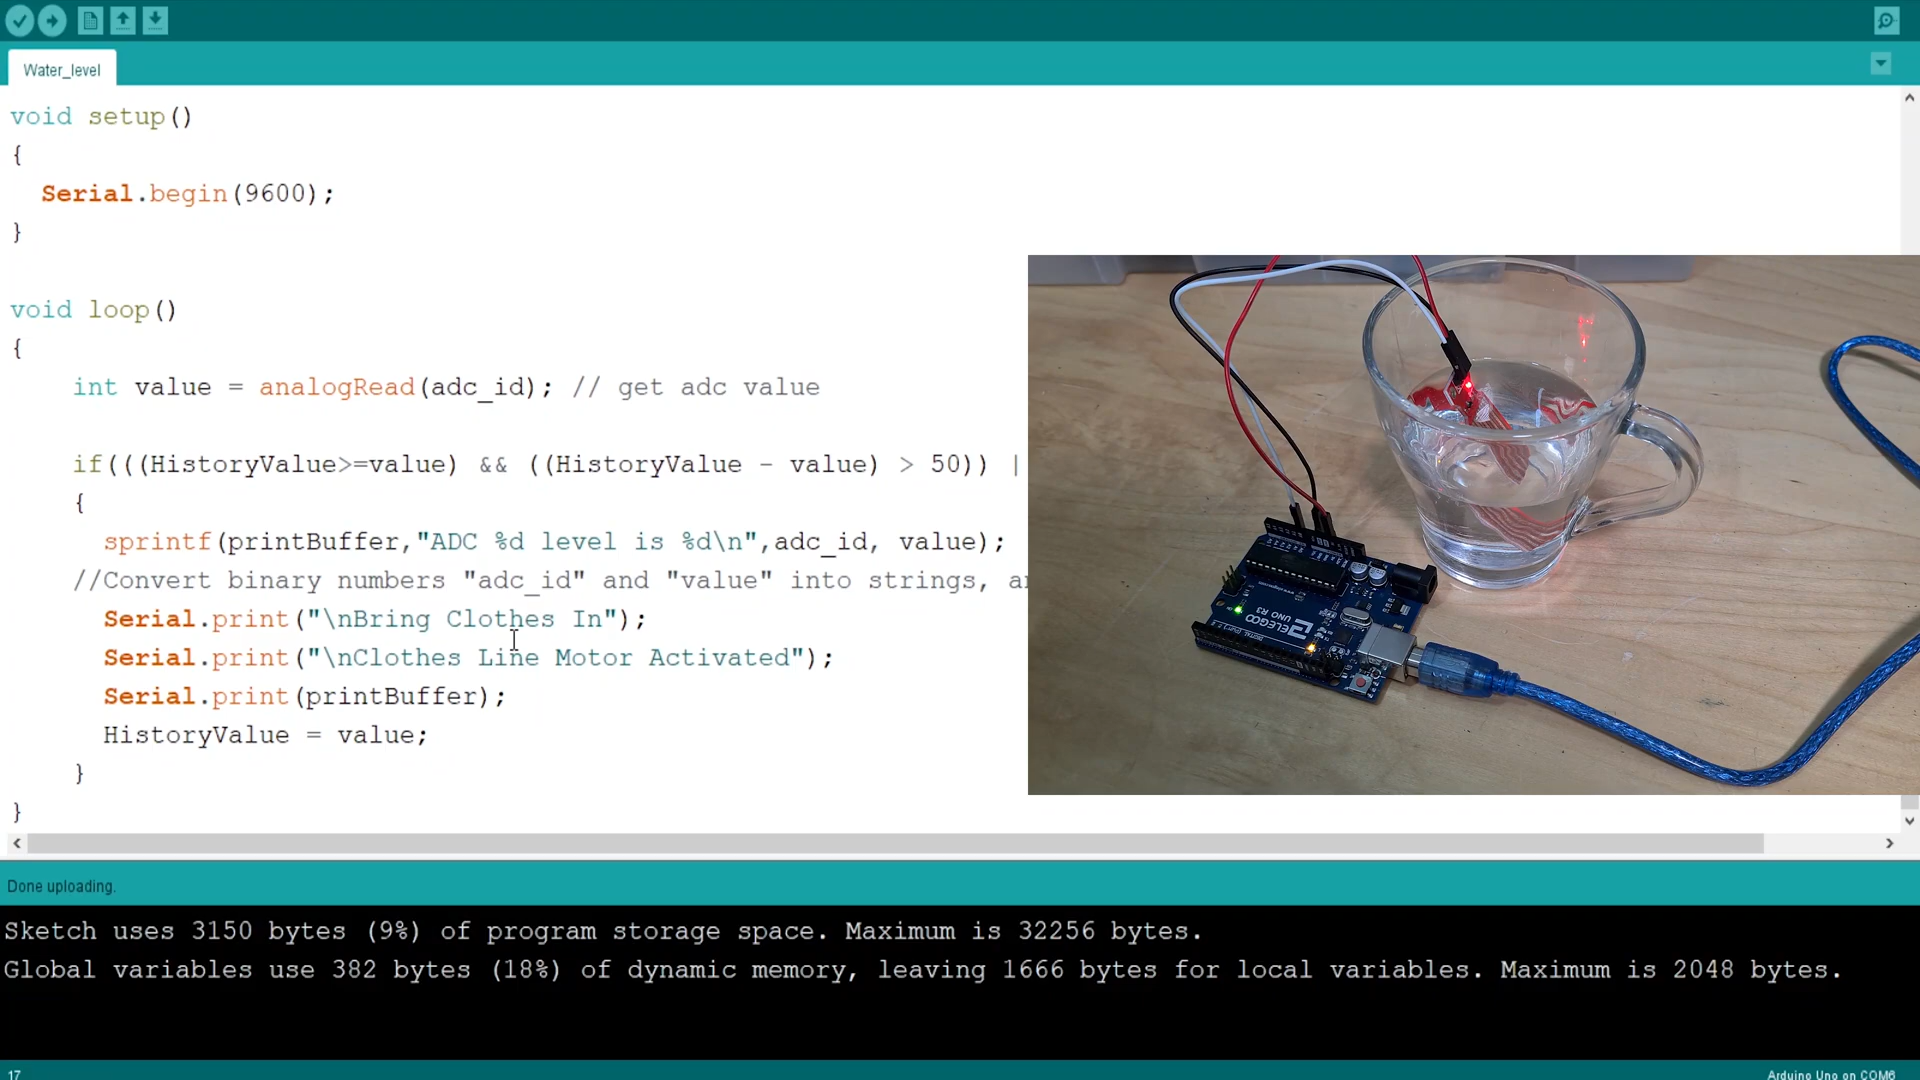 Water_level
void setup()
{
Serial.begin(9600);
}
void loop()
{
int value = analogRead(adc_id); // get adc value
if(((HistoryValue>=value) && ((HistoryValue - value) > 50)) |
{
sprintf(printBuffer,"ADC %d level is %d\n",adc_id, value);
//Convert binary numbers "adc_id" and "value" into strings, a
Serial.print("\nBring Clothes In");
Serial.print("\nClothes Line Motor Activated");
Serial.print(printBuffer);
HistoryValue = value;
}
}
ELEGOO
UNO R3
Done uploading.
Sketch uses 3150 bytes (9%) of program storage space. Maximum is 32256 bytes.
Global variables use 382 bytes (18%) of dynamic memory, leaving 1666 bytes for local variables. Maximum is 2048 bytes.
17
Arduino Uno on COM6